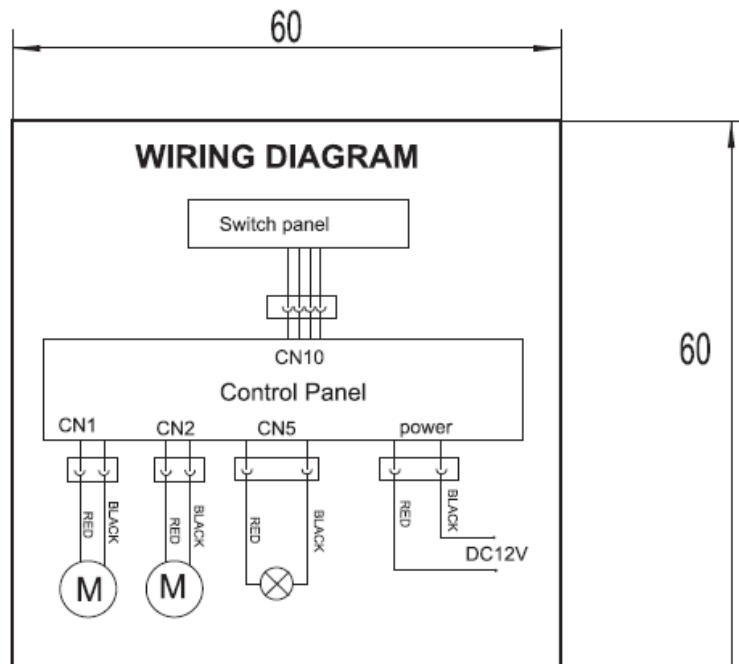 60
WIRING DIAGRAM
Switch panel
60
CN10
Control Panel
CN1
CN2
CN5
power
RED
BLACK
RED
BLACK
RED
BLACK
RED
BLACK
DC12V
M
M